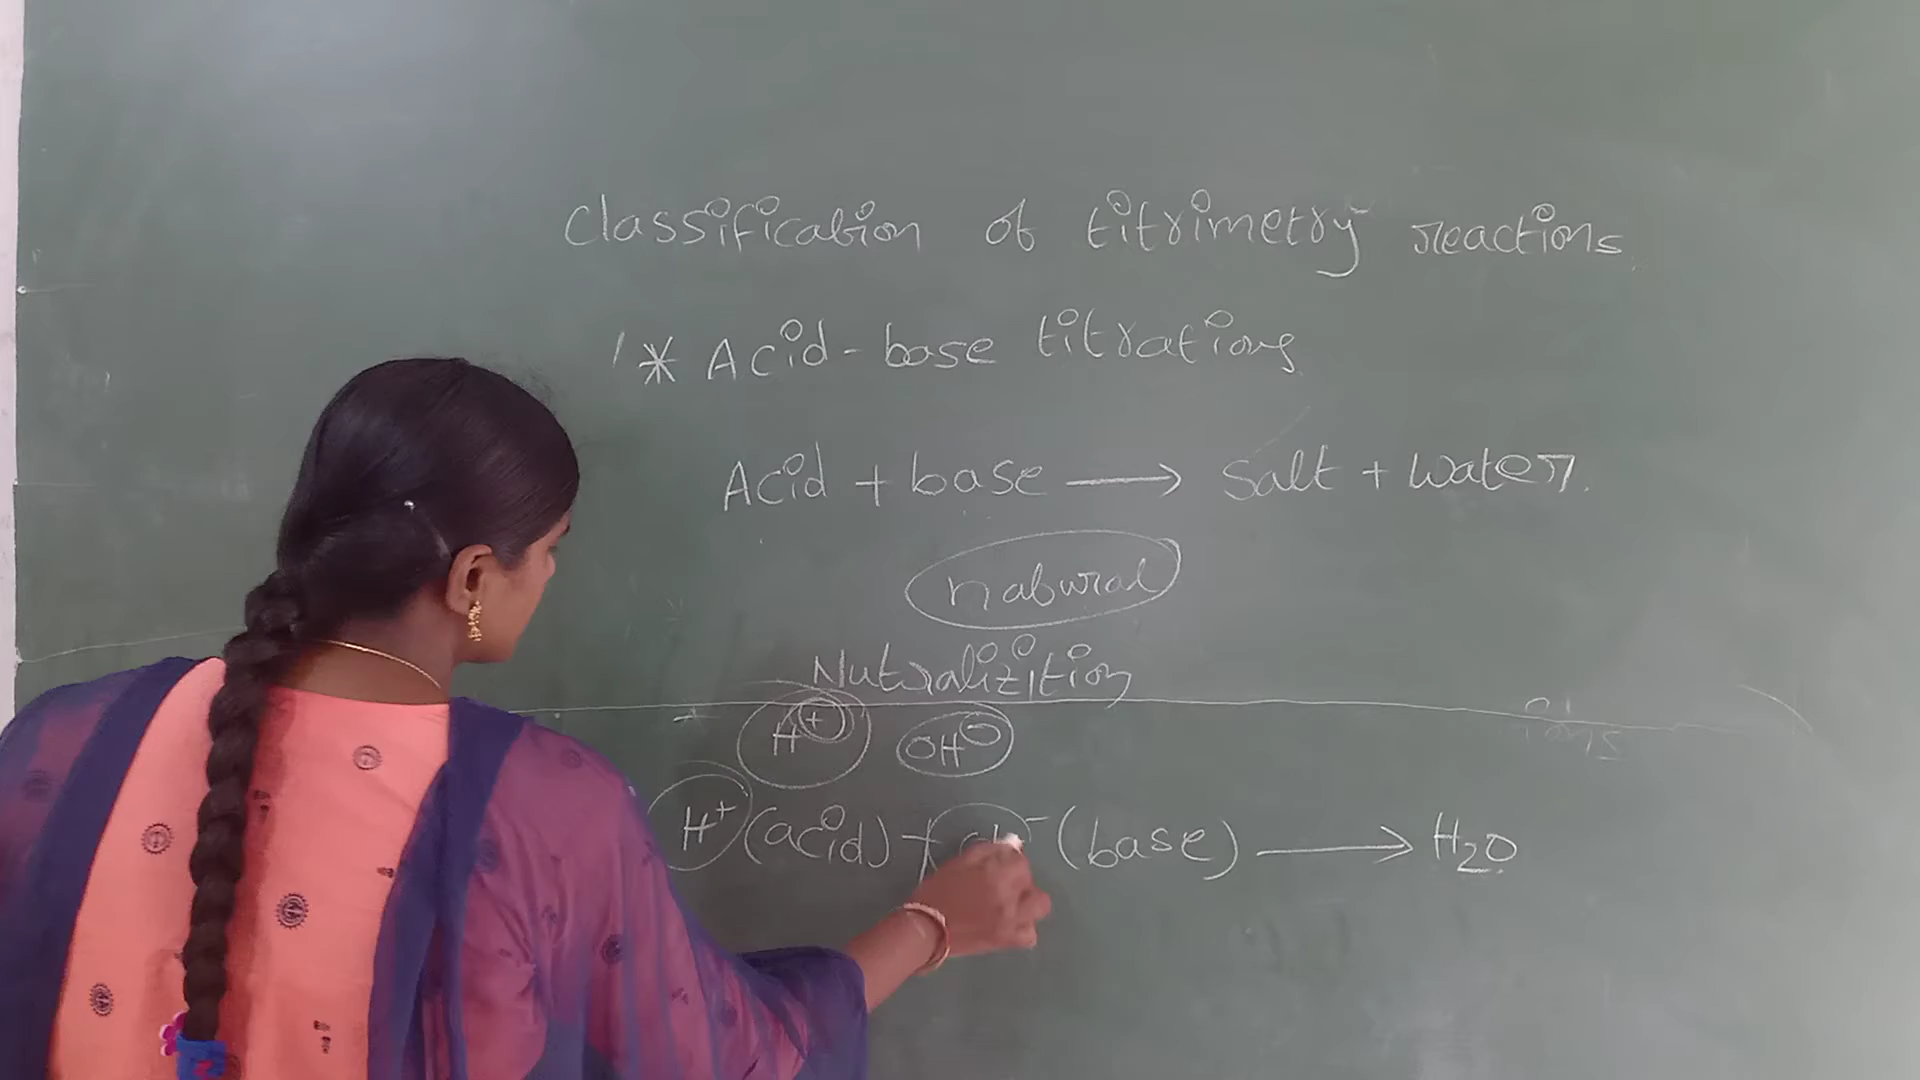 Classification of titrimetry reactions
1 * Acid-base titrations
Acid + base ⟶ Salt + water.
natural
Nutralizition
H⁺ OH⁻
H⁺ (acid) + OH⁻ (base) ⟶ H₂O